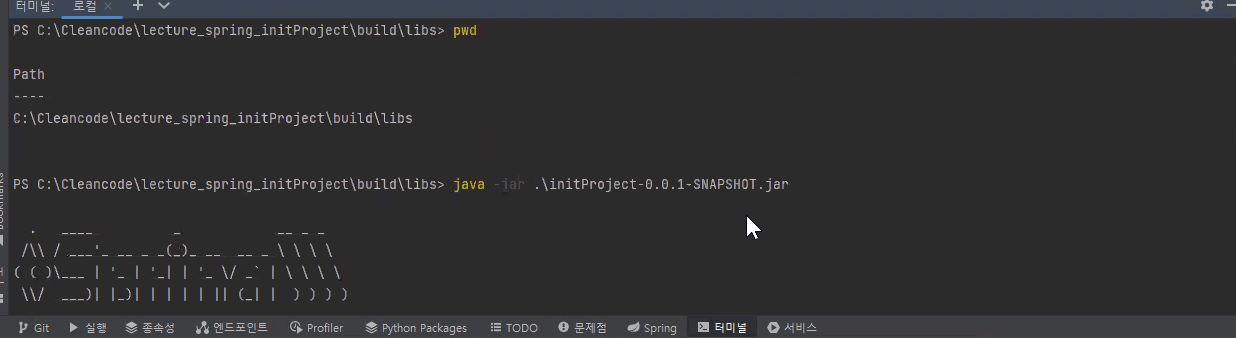 터미널: 로컬
PS C:\Cleancode\lecture_spring_initProject\build\libs> pwd
Path
----
C:\Cleancode\lecture_spring_initProject\build\libs
PS C:\Cleancode\lecture_spring_initProject\build\libs> java -jar .\initProject-0.0.1-SNAPSHOT.jar
  .   ____          _            __ _ _
 /\\ / ___'_ __ _ _(_)_ __  __ _ \ \ \ \
( ( )\___ | '_ | '_| | '_ \/ _` | \ \ \ \
 \\/  ___)| |_)| | | | | || (_| |  ) ) ) )
Git 실행 종속성 엔드포인트 Profiler Python Packages TODO 문제점 Spring 터미널 서비스